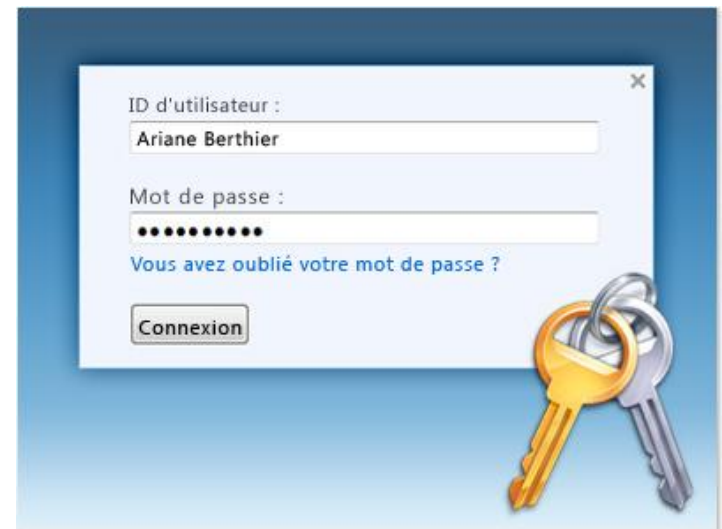 ID d'utilisateur :
Ariane Berthier
Mot de passe :
••••••••••
Vous avez oublié votre mot de passe ?
Connexion